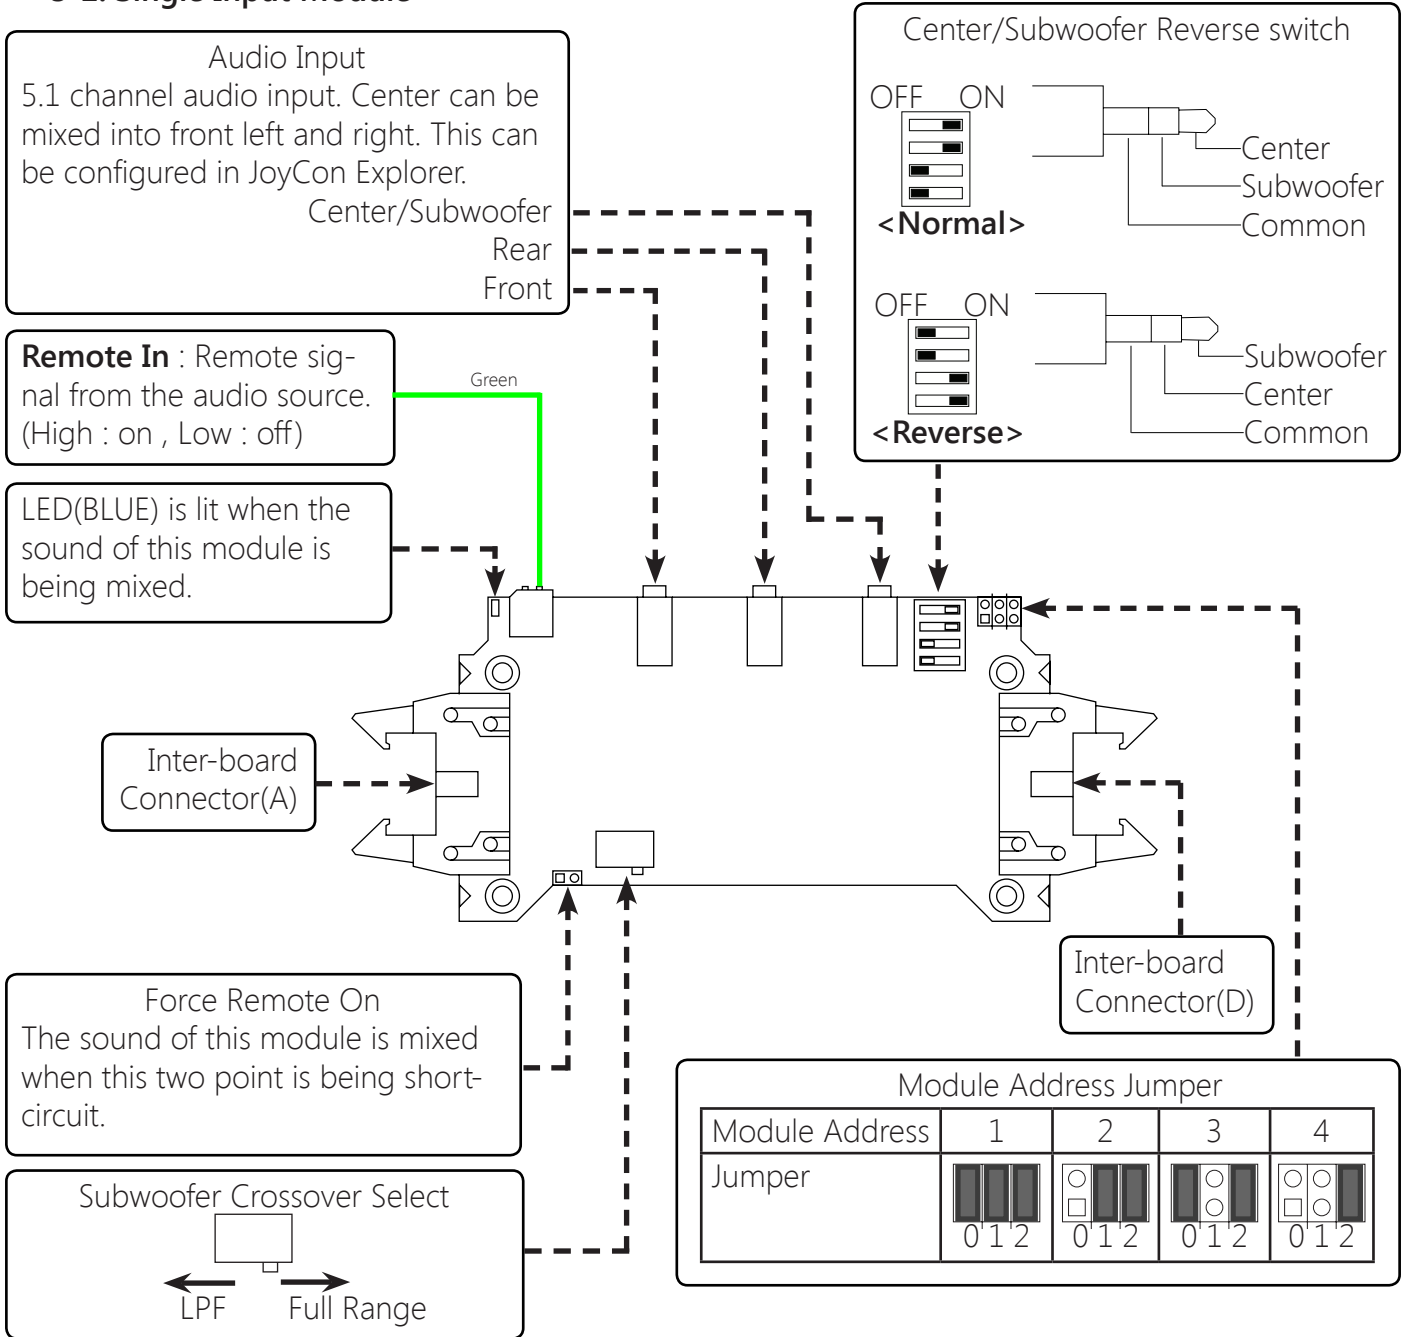 Audio Input
5.1 channel audio input. Center can be
mixed into front left and right. This can
be configured in JoyCon Explorer.
Center/Subwoofer
Rear
Front
Center/Subwoofer Reverse switch
OFF ON
<Normal>
Center
Subwoofer
Common
OFF ON
<Reverse>
Subwoofer
Center
Common
Remote In : Remote sig-
nal from the audio source.
(High : on , Low : off)
Green
LED(BLUE) is lit when the
sound of this module is
being mixed.
Inter-board
Connector(A)
Inter-board
Connector(D)
Force Remote On
The sound of this module is mixed
when this two point is being short-
circuit.
Subwoofer Crossover Select
LPF Full Range
Module Address Jumper
Module Address 1 2 3 4
Jumper
0 1 2 0 1 2 0 1 2 0 1 2